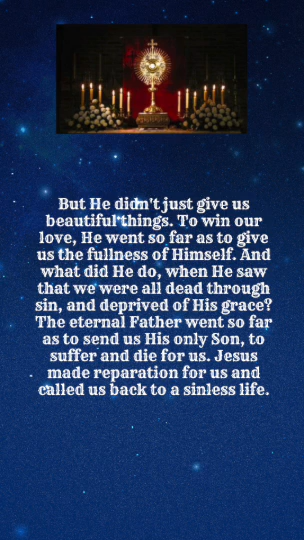 But He didn't just give us
beautiful things. To win our
love, He went so far as to give
us the fullness of Himself. And
what did He do, when He saw
that we were all dead through
sin, and deprived of His grace?
The eternal Father went so far
as to send us His only Son, to
suffer and die for us. Jesus
made reparation for us and
called us back to a sinless life.